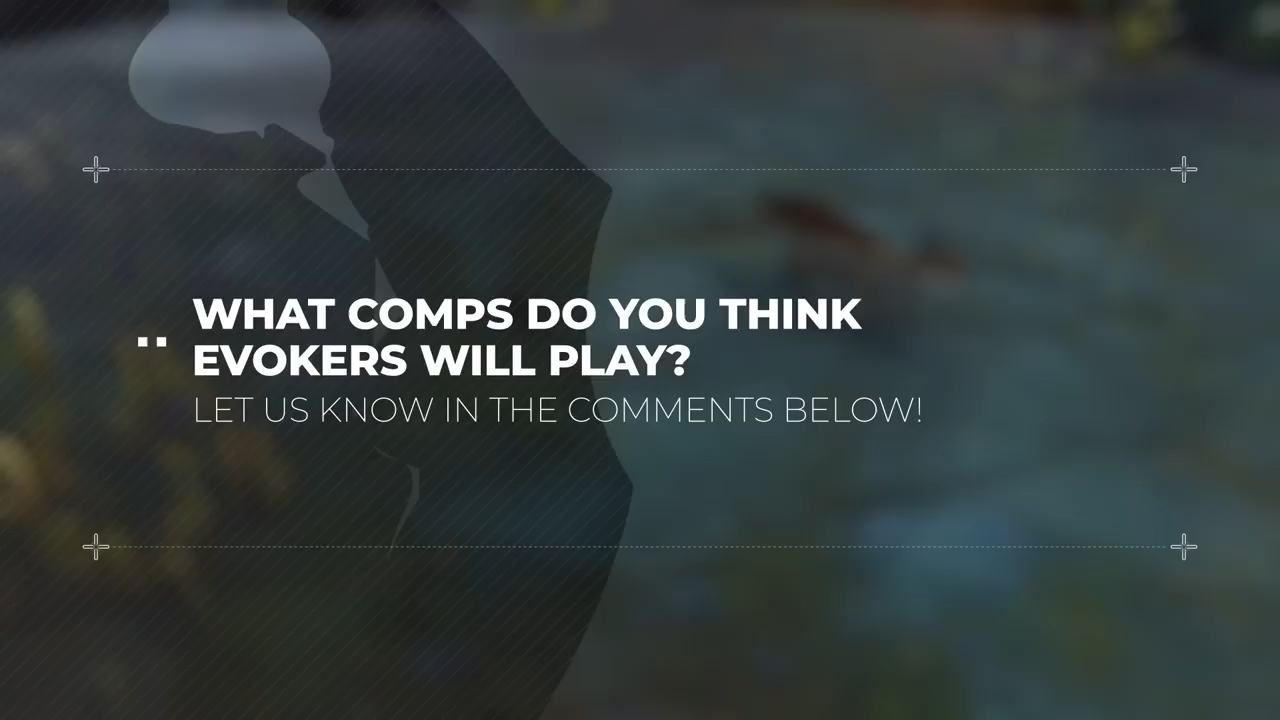 WHAT COMPS DO YOU THINK
EVOKERS WILL PLAY?
LET US KNOW IN THE COMMENTS BELOW!